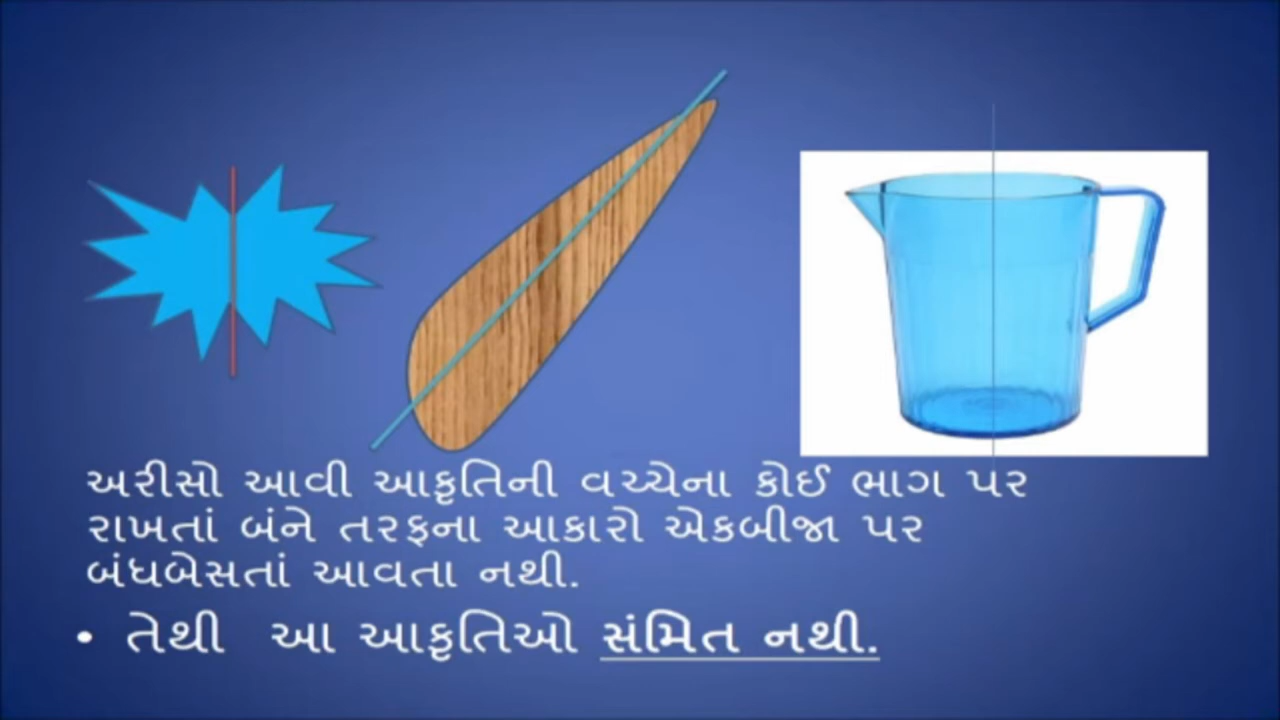 અરીસો આવી આકૃતિની વચ્ચેના કોઈ ભાગ પર
રાખતાં બંને તરફના આકારો એકબીજા પર
બંધબેસતાં આવતા નથી.
• તેથી આ આકૃતિઓ સંમિત નથી.